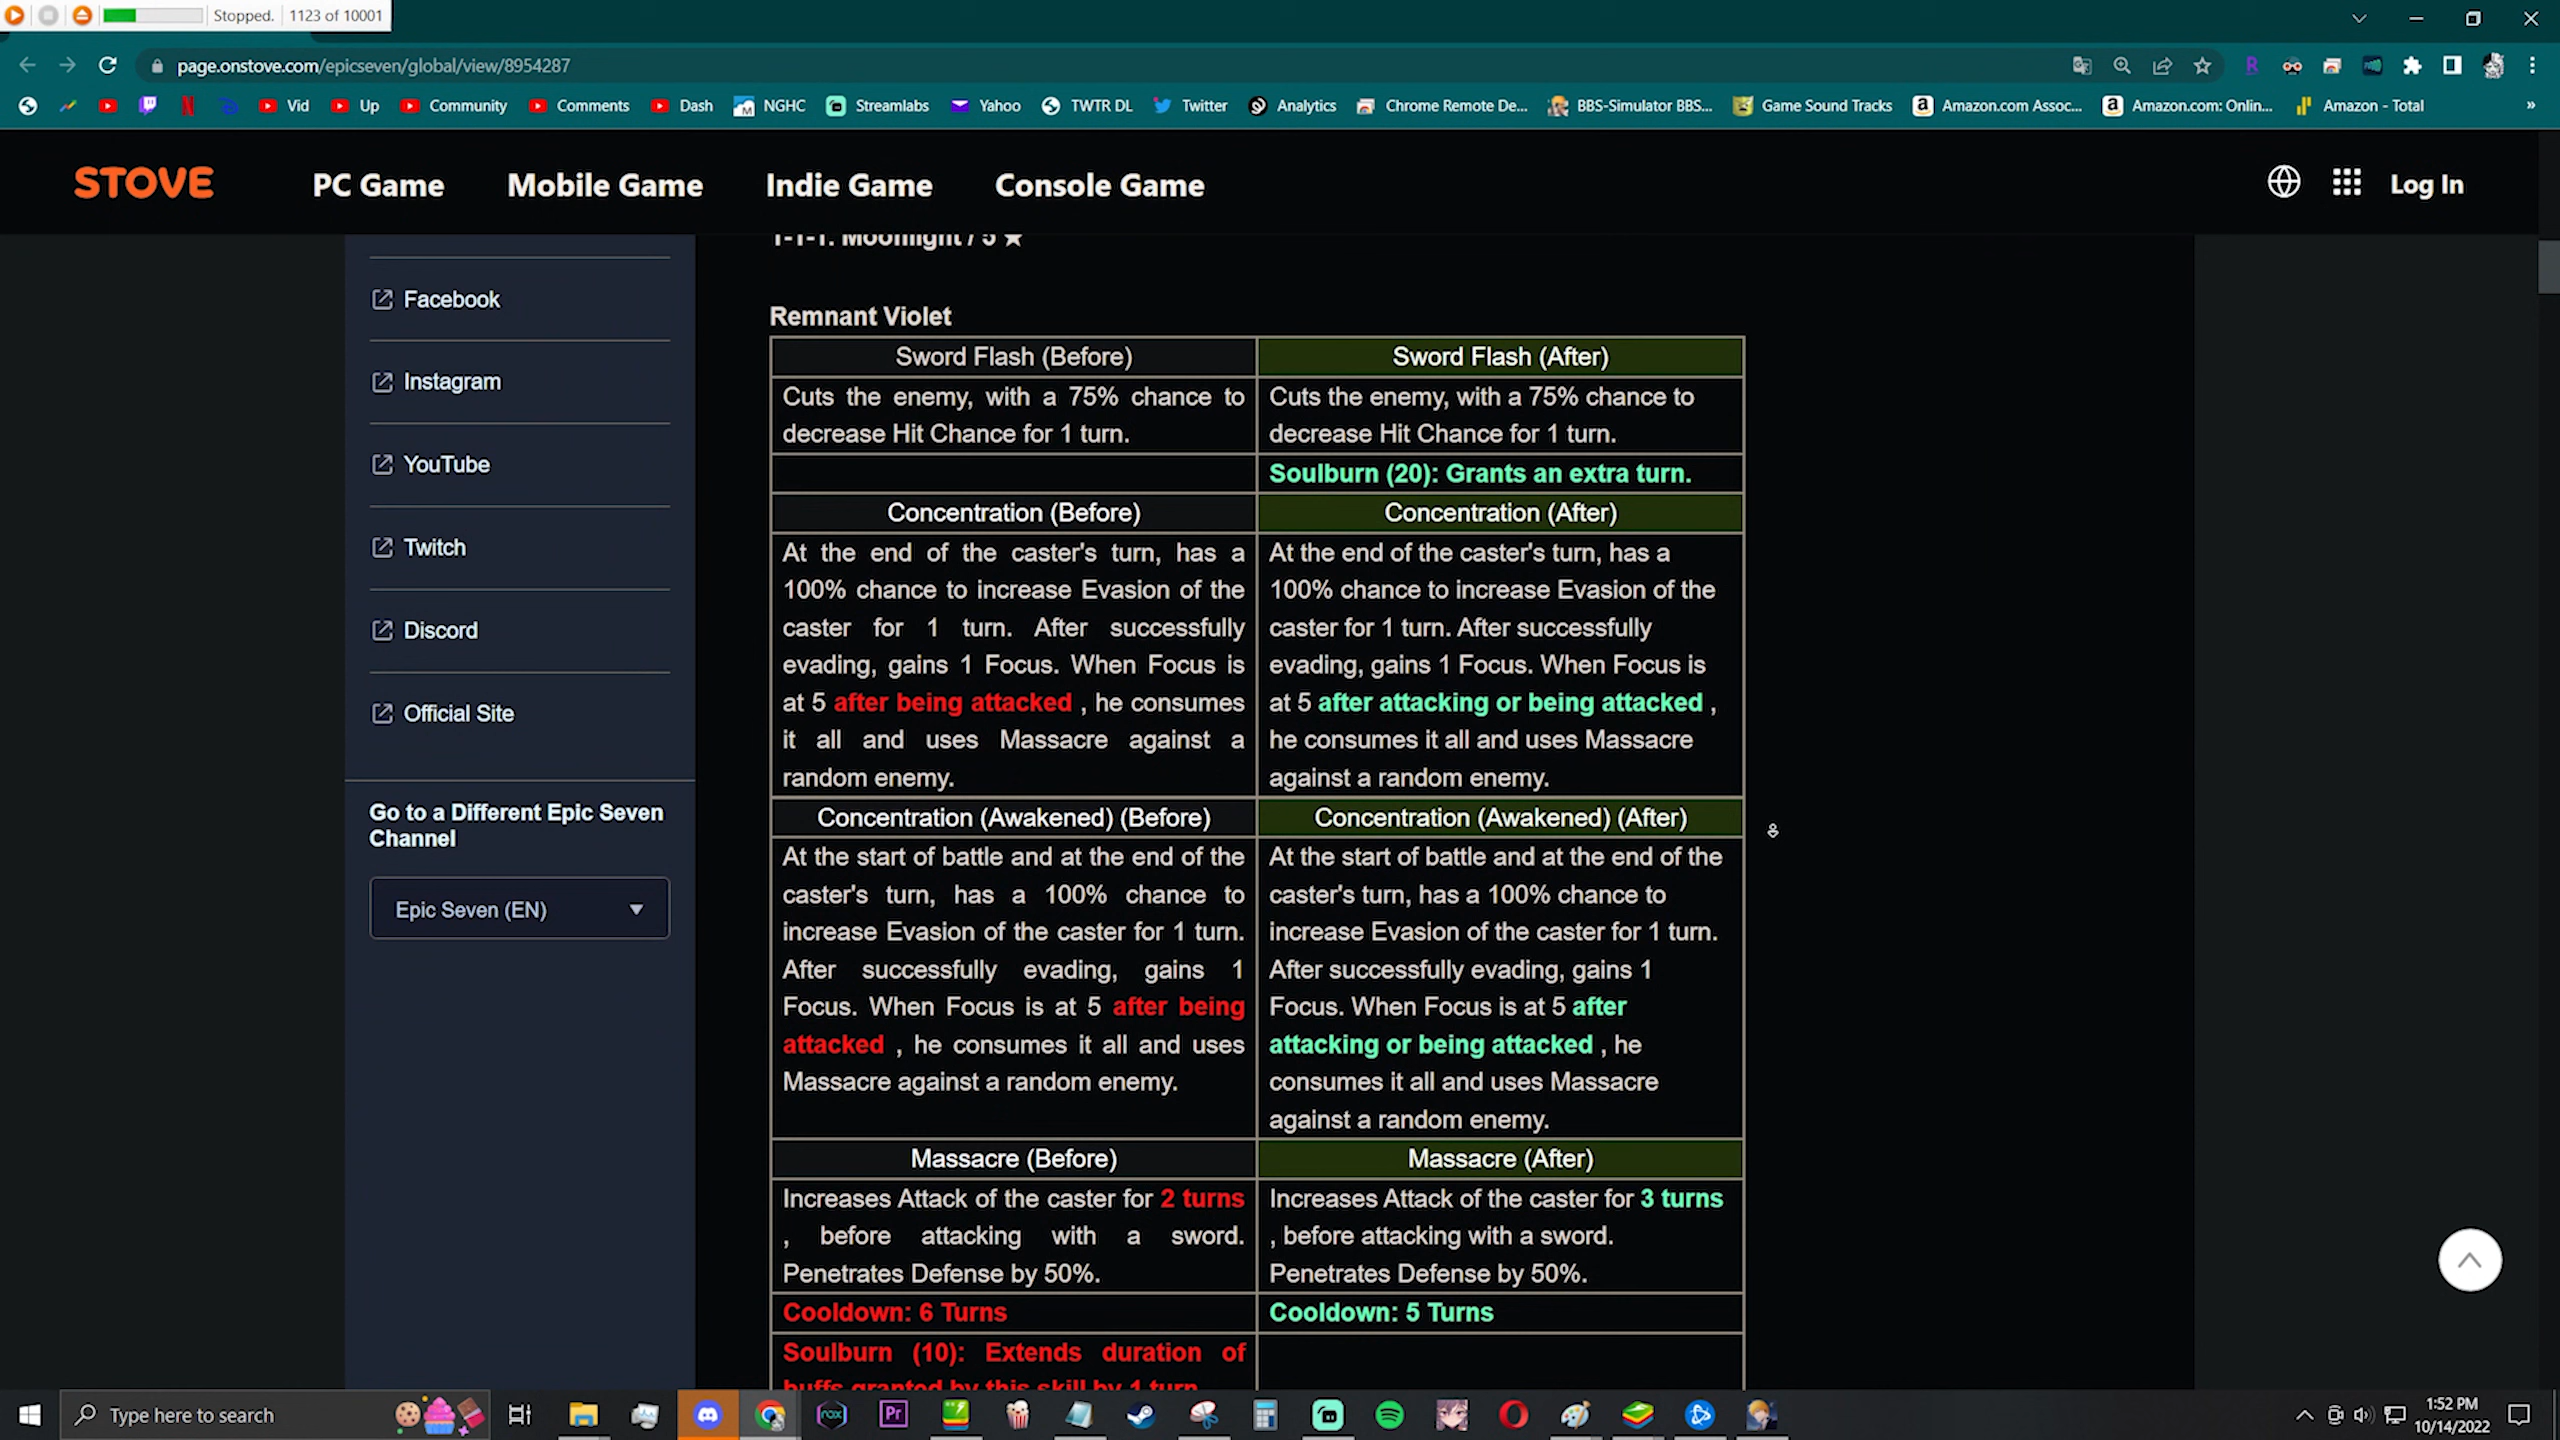 Stopped. 1123 of 10001
page.onstove.com/epicseven/global/view/8954287
Vid Up Community Comments Dash NGHC Streamlabs Yahoo TWTR DL Twitter Analytics Chrome Remote De... BBS-Simulator BBS... Game Sound Tracks Amazon.com Assoc... Amazon.com: Onlin... Amazon - Total »
STOVE PC Game Mobile Game Indie Game Console Game Log In
1-1-1. Moonlight / 5 ★
Facebook
Instagram
YouTube
Twitch
Discord
Official Site
Go to a Different Epic Seven
Channel
Epic Seven (EN)
Remnant Violet
Sword Flash (Before)
Sword Flash (After)
Cuts the enemy, with a 75% chance to
decrease Hit Chance for 1 turn.
Cuts the enemy, with a 75% chance to
decrease Hit Chance for 1 turn.
Soulburn (20): Grants an extra turn.
Concentration (Before)
Concentration (After)
At the end of the caster's turn, has a
100% chance to increase Evasion of the
caster for 1 turn. After successfully
evading, gains 1 Focus. When Focus is
at 5 after being attacked , he consumes
it all and uses Massacre against a
random enemy.
At the end of the caster's turn, has a
100% chance to increase Evasion of the
caster for 1 turn. After successfully
evading, gains 1 Focus. When Focus is
at 5 after attacking or being attacked ,
he consumes it all and uses Massacre
against a random enemy.
Concentration (Awakened) (Before)
Concentration (Awakened) (After)
At the start of battle and at the end of the
caster's turn, has a 100% chance to
increase Evasion of the caster for 1 turn.
After successfully evading, gains 1
Focus. When Focus is at 5 after being
attacked , he consumes it all and uses
Massacre against a random enemy.
At the start of battle and at the end of the
caster's turn, has a 100% chance to
increase Evasion of the caster for 1 turn.
After successfully evading, gains 1
Focus. When Focus is at 5 after
attacking or being attacked , he
consumes it all and uses Massacre
against a random enemy.
Massacre (Before)
Massacre (After)
Increases Attack of the caster for 2 turns
, before attacking with a sword.
Penetrates Defense by 50%.
Increases Attack of the caster for 3 turns
, before attacking with a sword.
Penetrates Defense by 50%.
Cooldown: 6 Turns
Cooldown: 5 Turns
Soulburn (10): Extends duration of
buffs granted by this skill by 1 turn
Type here to search
nox
Pr
1:52 PM
10/14/2022